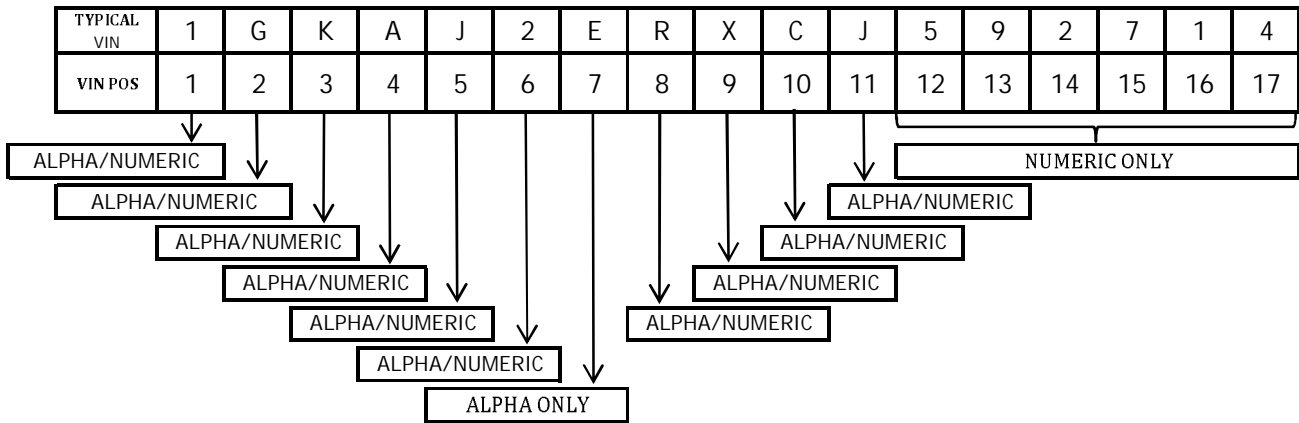 TYPICAL VIN 1 G K A J 2 E R X C J 5 9 2 7 1 4
VIN POS 1 2 3 4 5 6 7 8 9 10 11 12 13 14 15 16 17
ALPHA/NUMERIC NUMERIC ONLY
ALPHA/NUMERIC ALPHA/NUMERIC
ALPHA/NUMERIC ALPHA/NUMERIC
ALPHA/NUMERIC ALPHA/NUMERIC
ALPHA/NUMERIC ALPHA/NUMERIC
ALPHA/NUMERIC
ALPHA ONLY